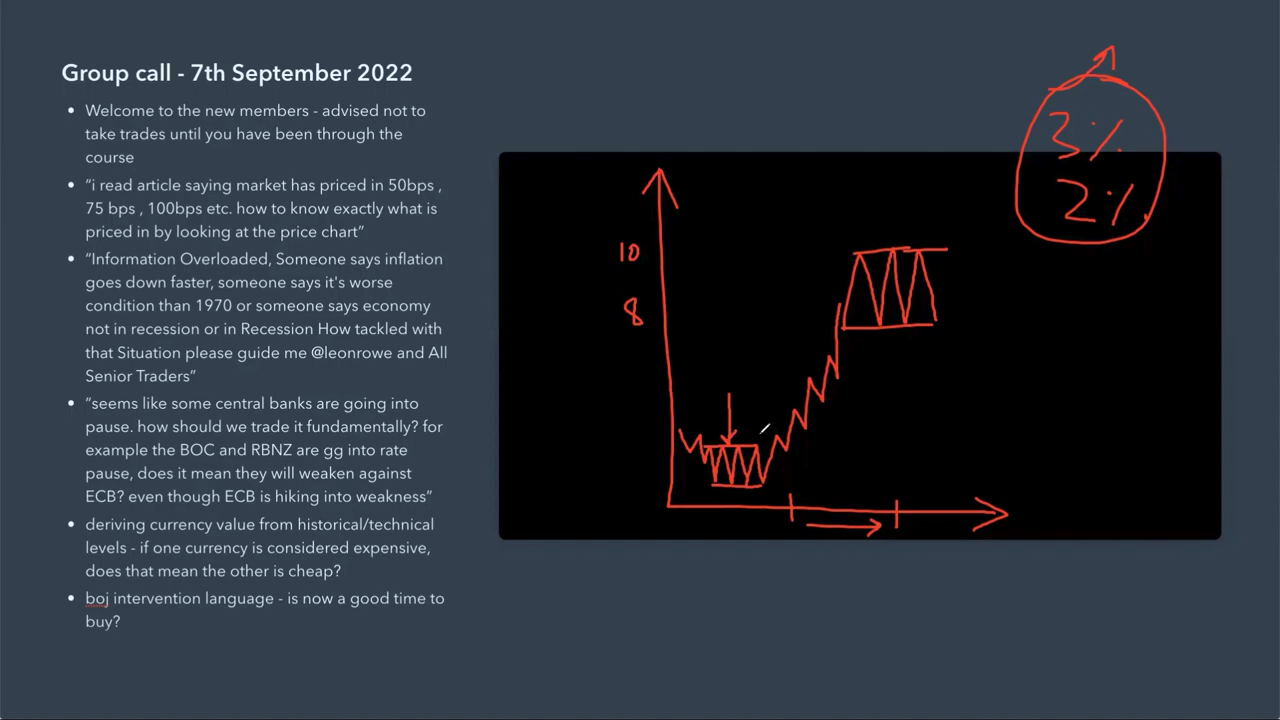 Group call - 7th September 2022
Welcome to the new members - advised not to
take trades until you have been through the
course
“i read article saying market has priced in 50bps ,
75 bps , 100bps etc. how to know exactly what is
priced in by looking at the price chart”
“Information Overloaded, Someone says inflation
goes down faster, someone says it's worse
condition than 1970 or someone says economy
not in recession or in Recession How tackled with
that Situation please guide me @leonrowe and All
Senior Traders”
“seems like some central banks are going into
pause. how should we trade it fundamentally? for
example the BOC and RBNZ are gg into rate
pause, does it mean they will weaken against
ECB? even though ECB is hiking into weakness”
deriving currency value from historical/technical
levels - if one currency is considered expensive,
does that mean the other is cheap?
boj intervention language - is now a good time to
buy?
10
8
3%
2%